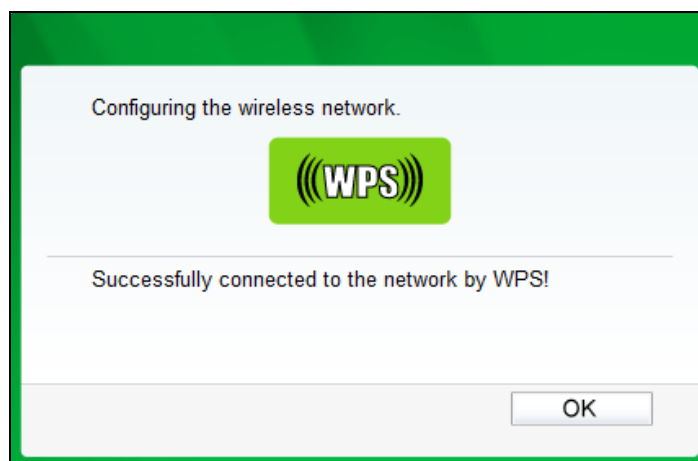 Configuring the wireless network.
(((WPS)))
Successfully connected to the network by WPS!
OK